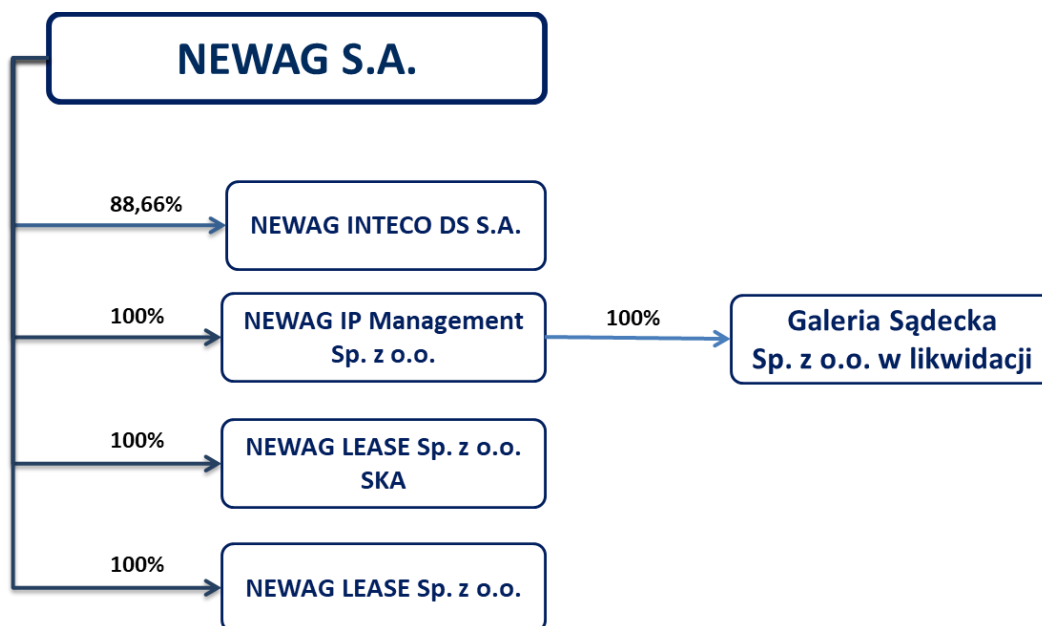 NEWAG S.A.
88,66%
NEWAG INTECO DS S.A.
100%
NEWAG IP Management
Sp. z o.o.
100%
Galeria Sądecka
Sp. z o.o. w likwidacji
100%
NEWAG LEASE Sp. z o.o.
SKA
100%
NEWAG LEASE Sp. z o.o.